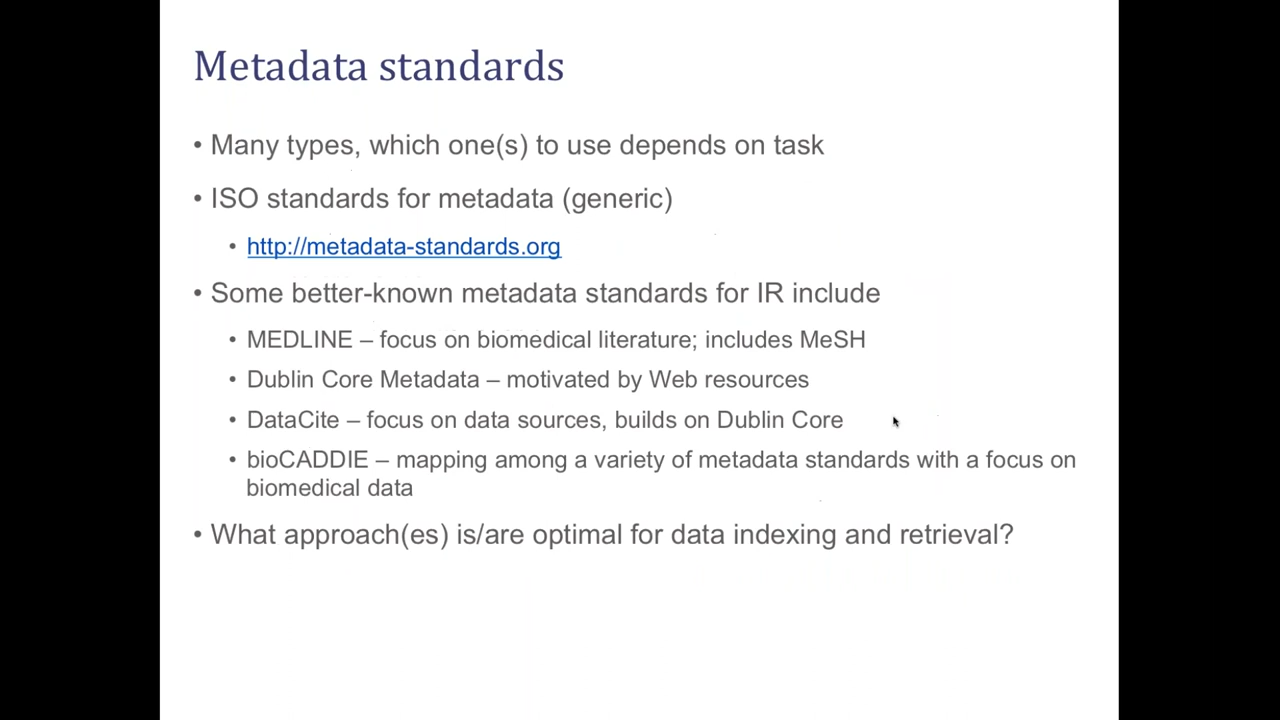 Metadata standards
• Many types, which one(s) to use depends on task
• ISO standards for metadata (generic)
• http://metadata-standards.org
• Some better-known metadata standards for IR include
• MEDLINE – focus on biomedical literature; includes MeSH
• Dublin Core Metadata – motivated by Web resources
• DataCite – focus on data sources, builds on Dublin Core
• bioCADDIE – mapping among a variety of metadata standards with a focus on
biomedical data
• What approach(es) is/are optimal for data indexing and retrieval?